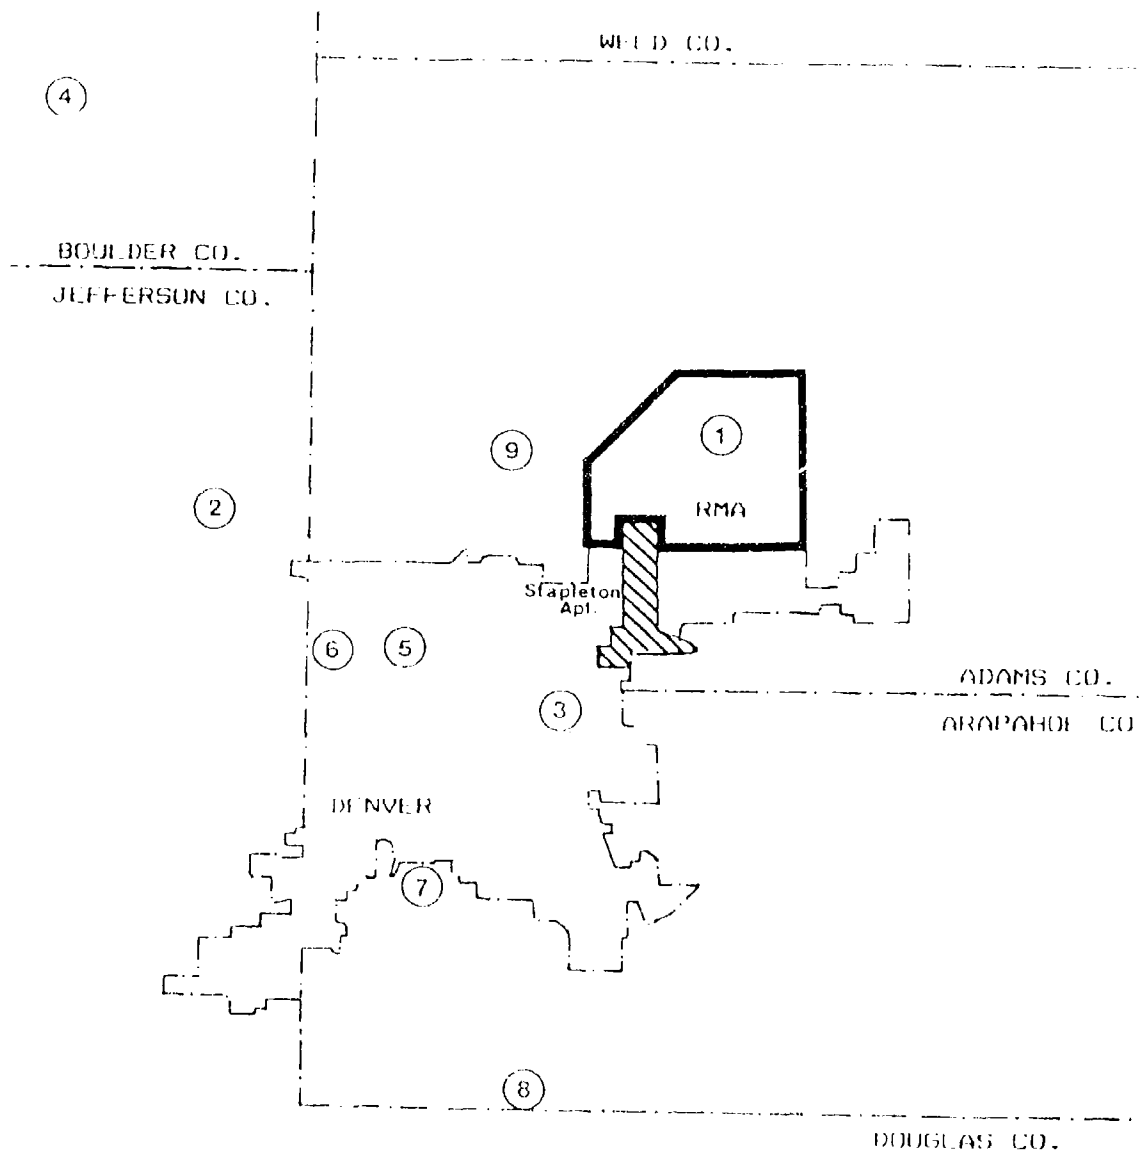 WELD CO.
4
BOULDER CO.
JEFFERSON CO.
1
9
2
RMA
Stapleton
Apt.
6
5
ADAMS CO.
3
ARAPAHOE CO
DENVER
7
8
DOUGLAS CO.